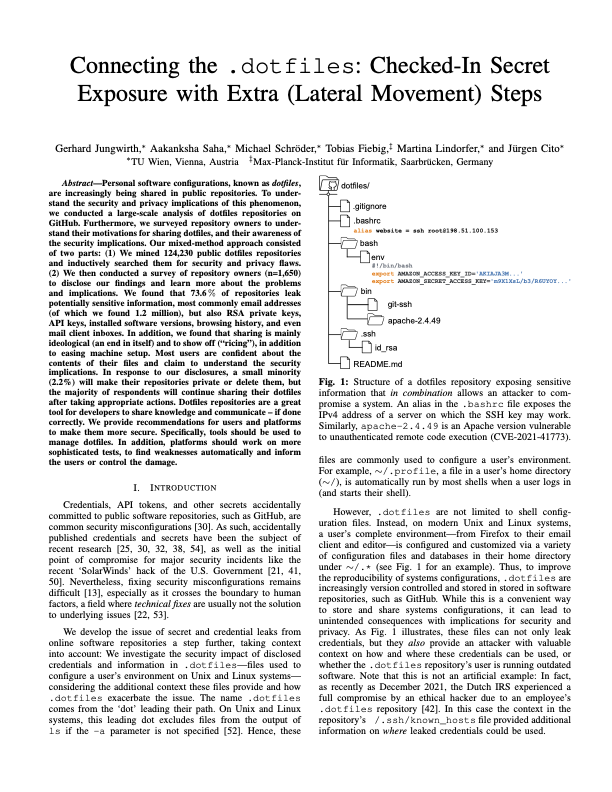 Connecting the .dotfiles: Checked-In Secret
Exposure with Extra (Lateral Movement) Steps
Gerhard Jungwirth,* Aakanksha Saha,* Michael Schröder,* Tobias Fiebig,‡ Martina Lindorfer,* and Jürgen Cito*
*TU Wien, Vienna, Austria ‡Max-Planck-Institut für Informatik, Saarbrücken, Germany
Abstract—Personal software configurations, known as dotfiles,
are increasingly being shared in public repositories. To under-
stand the security and privacy implications of this phenomenon,
we conducted a large-scale analysis of dotfiles repositories on
GitHub. Furthermore, we surveyed repository owners to under-
stand their motivations for sharing dotfiles, and their awareness of
the security implications. Our mixed-method approach consisted
of two parts: (1) We mined 124,230 public dotfiles repositories
and inductively searched them for security and privacy flaws.
(2) We then conducted a survey of repository owners (n=1,650)
to disclose our findings and learn more about the problems
and implications. We found that 73.6 % of repositories leak
potentially sensitive information, most commonly email addresses
(of which we found 1.2 million), but also RSA private keys,
API keys, installed software versions, browsing history, and even
mail client inboxes. In addition, we found that sharing is mainly
ideological (an end in itself) and to show off ("ricing"), in addition
to easing machine setup. Most users are confident about the
contents of their files and claim to understand the security
implications. In response to our disclosures, a small minority
(2.2%) will make their repositories private or delete them, but
the majority of respondents will continue sharing their dotfiles
after taking appropriate actions. Dotfiles repositories are a great
tool for developers to share knowledge and communicate – if done
correctly. We provide recommendations for users and platforms
to make them more secure. Specifically, tools should be used to
manage dotfiles. In addition, platforms should work on more
sophisticated tests, to find weaknesses automatically and inform
the users or control the damage.
I. INTRODUCTION
Credentials, API tokens, and other secrets accidentally
committed to public software repositories, such as GitHub, are
common security misconfigurations [30]. As such, accidentally
published credentials and secrets have been the subject of
recent research [25, 30, 32, 38, 54], as well as the initial
point of compromise for major security incidents like the
recent 'SolarWinds' hack of the U.S. Government [21, 41,
50]. Nevertheless, fixing security misconfigurations remains
difficult [13], especially as it crosses the boundary to human
factors, a field where technical fixes are usually not the solution
to underlying issues [22, 53].
We develop the issue of secret and credential leaks from
online software repositories a step further, taking context
into account: We investigate the security impact of disclosed
credentials and information in .dotfiles—files used to
configure a user's environment on Unix and Linux systems—
considering the additional context these files provide and how
.dotfiles exacerbate the issue. The name .dotfiles
comes from the 'dot' leading their path. On Unix and Linux
systems, this leading dot excludes files from the output of
ls if the -a parameter is not specified [52]. Hence, these
dotfiles/
.gitignore
.bashrc
alias website = ssh root@198.51.100.153
bash
env
#!/bin/bash
export AMAZON_ACCESS_KEY_ID='AKIAJA3M...'
export AMAZON_SECRET_ACCESS_KEY='m9X1XsL/b3/R6UYOY...'
bin
git-ssh
apache-2.4.49
.ssh
id_rsa
README.md
Fig. 1: Structure of a dotfiles repository exposing sensitive
information that in combination allows an attacker to com-
promise a system. An alias in the .bashrc file exposes the
IPv4 address of a server on which the SSH key may work.
Similarly, apache-2.4.49 is an Apache version vulnerable
to unauthenticated remote code execution (CVE-2021-41773).
files are commonly used to configure a user's environment.
For example, ~/.profile, a file in a user's home directory
(~/), is automatically run by most shells when a user logs in
(and starts their shell).
However, .dotfiles are not limited to shell config-
uration files. Instead, on modern Unix and Linux systems,
a user's complete environment—from Firefox to their email
client and editor—is configured and customized via a variety
of configuration files and databases in their home directory
under ~/.* (see Fig. 1 for an example). Thus, to improve
the reproducibility of systems configurations, .dotfiles are
increasingly version controlled and stored in stored in software
repositories, such as GitHub. While this is a convenient way
to store and share systems configurations, it can lead to
unintended consequences with implications for security and
privacy. As Fig. 1 illustrates, these files can not only leak
credentials, but they also provide an attacker with valuable
context on how and where these credentials can be used, or
whether the .dotfiles repository's user is running outdated
software. Note that this is not an artificial example: In fact,
as recently as December 2021, the Dutch IRS experienced a
full compromise by an ethical hacker due to an employee's
.dotfiles repository [42]. In this case the context in the
repository's /.ssh/known_hosts file provided additional
information on where leaked credentials could be used.